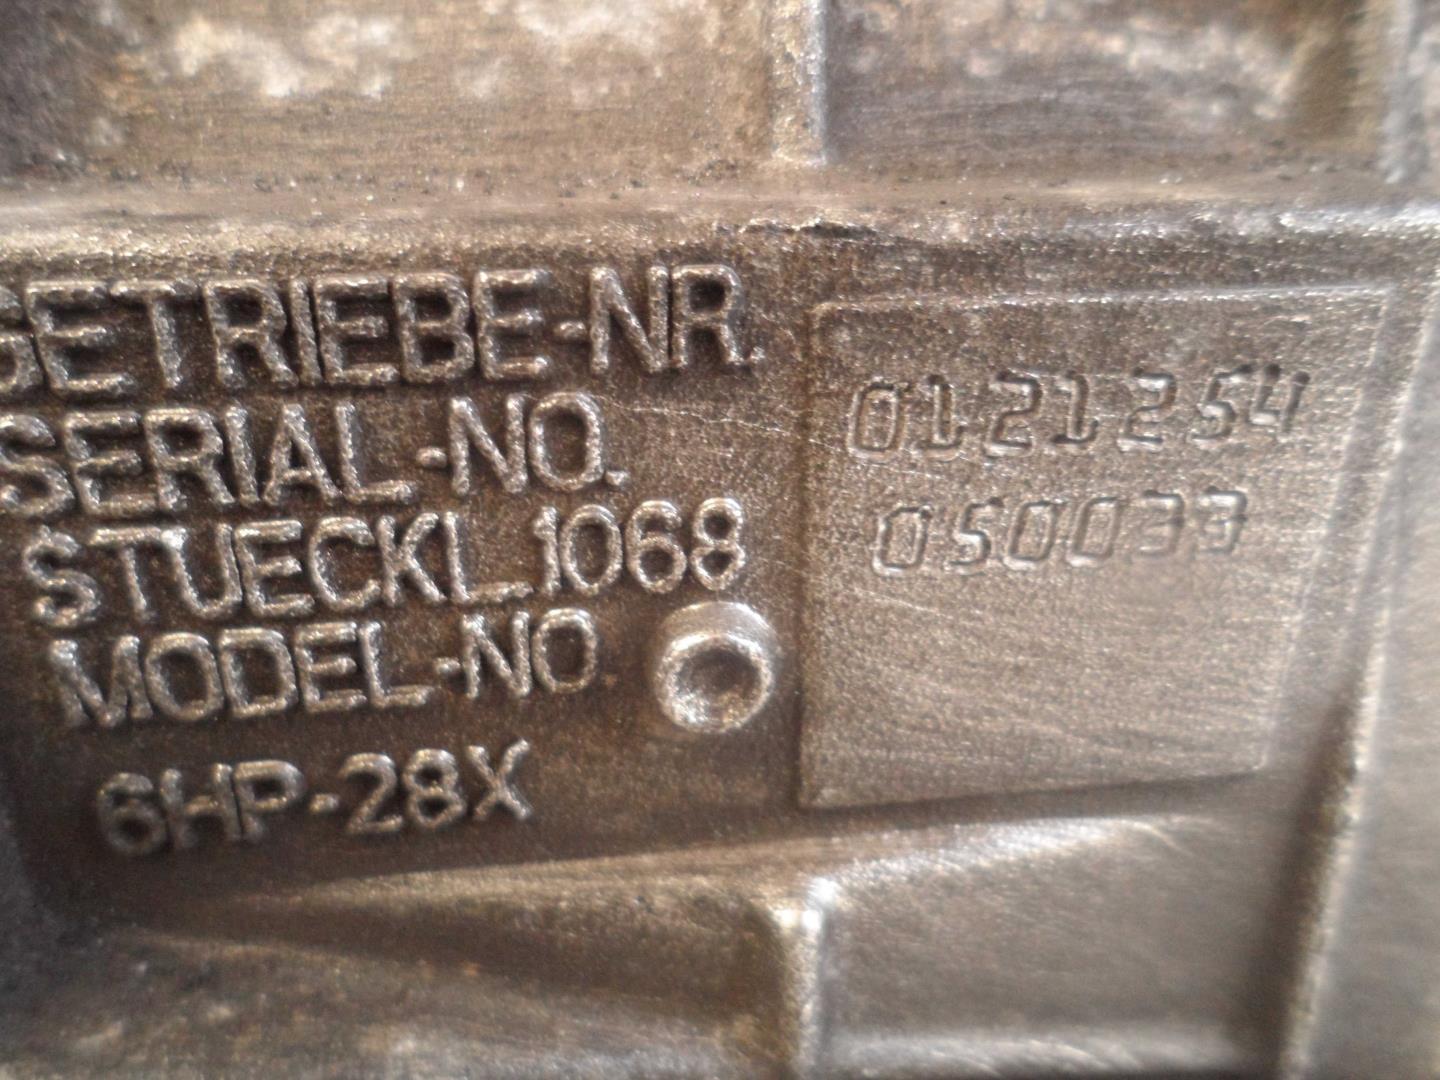 GETRIEBE-NR.
SERIAL-NO.
0121254
STUECKL.1068
050033
MODEL-NO
6HP-28X